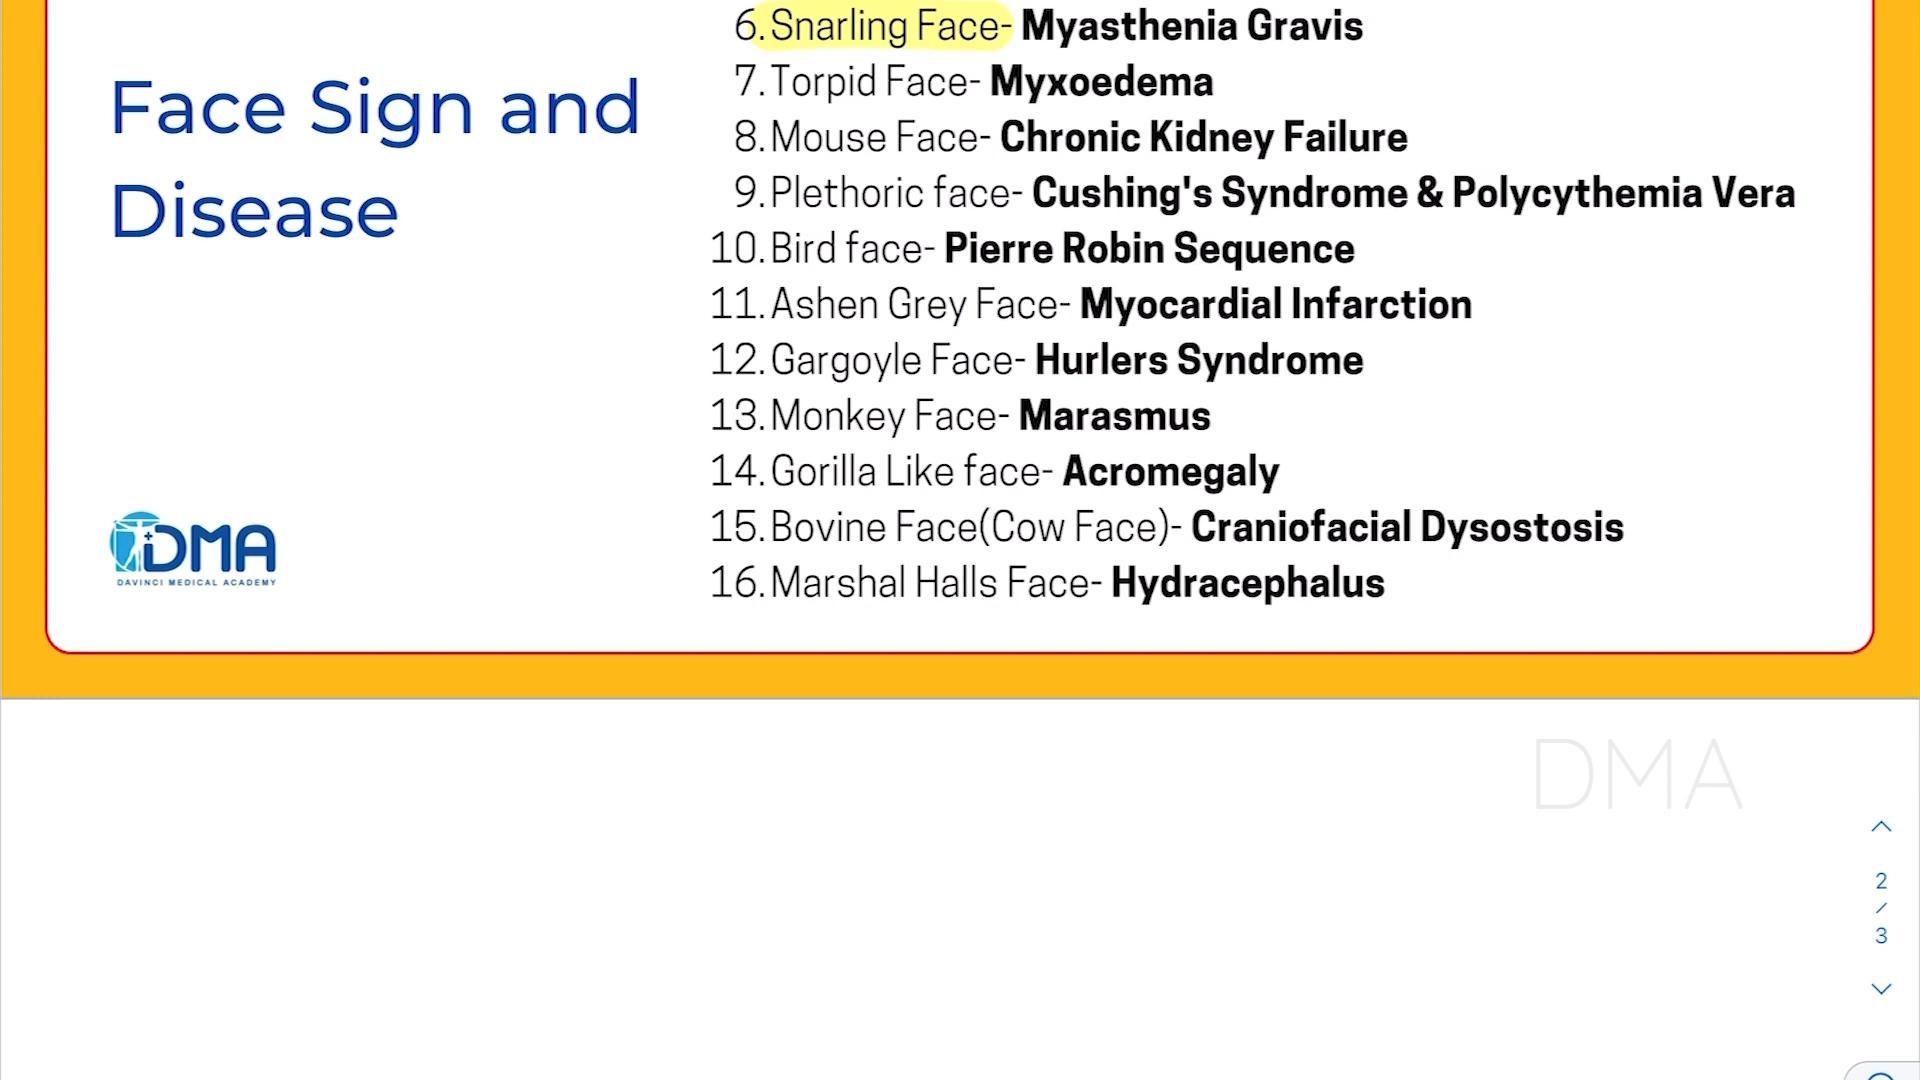 Face Sign and
Disease
6. Snarling Face- Myasthenia Gravis
7. Torpid Face- Myxoedema
8. Mouse Face- Chronic Kidney Failure
9. Plethoric face- Cushing's Syndrome & Polycythemia Vera
10. Bird face- Pierre Robin Sequence
11. Ashen Grey Face- Myocardial Infarction
12. Gargoyle Face- Hurlers Syndrome
13. Monkey Face- Marasmus
14. Gorilla Like face- Acromegaly
15. Bovine Face(Cow Face)- Craniofacial Dysostosis
16. Marshal Halls Face- Hydracephalus
DMA
DAVINCI MEDICAL ACADEMY
DMA
2
/
3